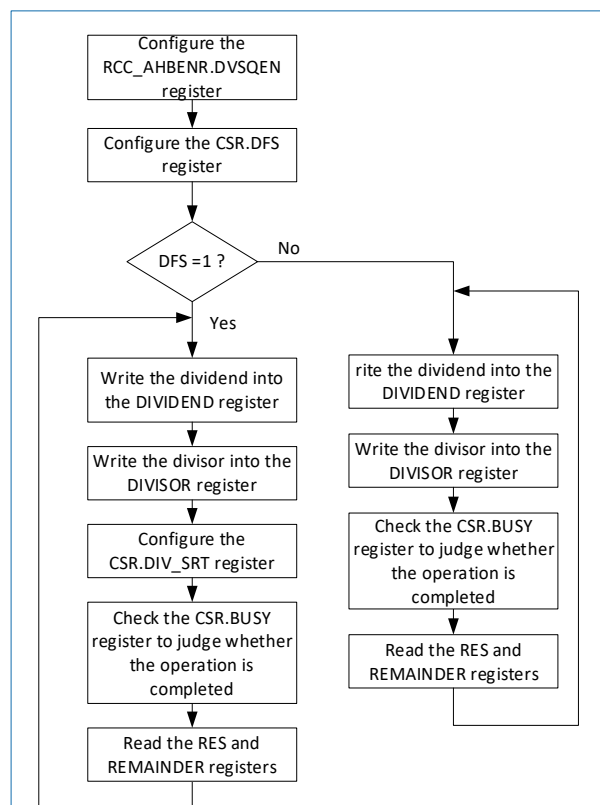 Configure the
RCC_AHBENR.DVSQEN
register
Configure the CSR.DFS
register
DFS =1 ?
No
Yes
Write the dividend into
the DIVIDEND register
Write the divisor into the
DIVISOR register
Configure the
CSR.DIV_SRT register
Check the CSR.BUSY
register to judge whether
the operation is
completed
Read the RES and
REMAINDER registers
rite the dividend into the
DIVIDEND register
Write the divisor into the
DIVISOR register
Check the CSR.BUSY
register to judge whether
the operation is
completed
Read the RES and
REMAINDER registers